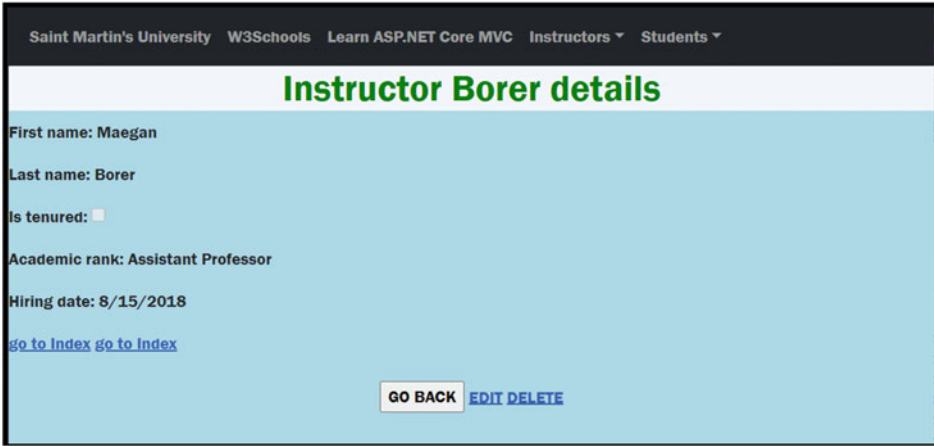 Saint Martin's University W3Schools Learn ASP.NET Core MVC Instructors Students
Instructor Borer details
First name: Maegan
Last name: Borer
Is tenured:
Academic rank: Assistant Professor
Hiring date: 8/15/2018
go to Index go to Index
GO BACK EDIT DELETE